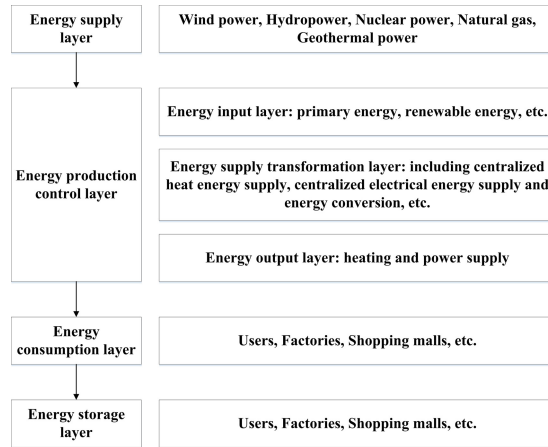 Energy supply
layer
Wind power, Hydropower, Nuclear power, Natural gas,
Geothermal power
Energy production
control layer
Energy input layer: primary energy, renewable energy, etc.
Energy supply transformation layer: including centralized
heat energy supply, centralized electrical energy supply and
energy conversion, etc.
Energy output layer: heating and power supply
Energy
consumption layer
Users, Factories, Shopping malls, etc.
Energy storage
layer
Users, Factories, Shopping malls, etc.